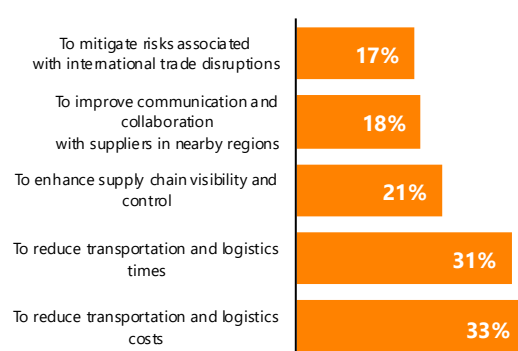 To mitigate risks associated
with international trade disruptions
17%
To improve communication and
collaboration
with suppliers in nearby regions
18%
To enhance supply chain visibility and
control
21%
To reduce transportation and logistics
times
31%
To reduce transportation and logistics
costs
33%